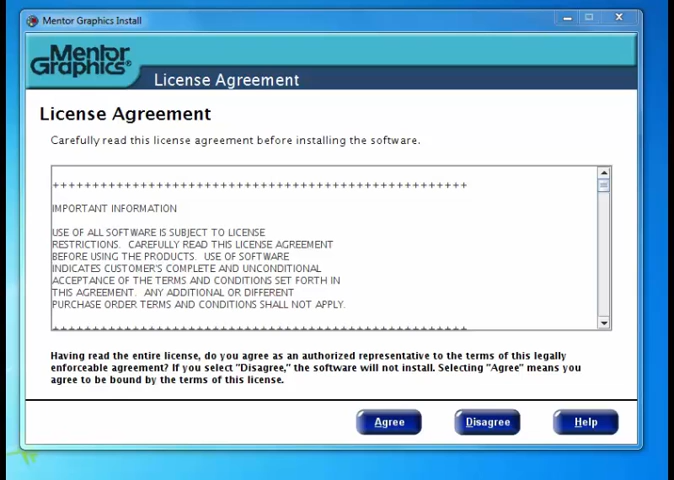 Mentor Graphics Install
Mentor
Graphics®
License Agreement
License Agreement
Carefully read this license agreement before installing the software.
++++++++++++++++++++++++++++++++++++++++++++++++++++
IMPORTANT INFORMATION
USE OF ALL SOFTWARE IS SUBJECT TO LICENSE
RESTRICTIONS. CAREFULLY READ THIS LICENSE AGREEMENT
BEFORE USING THE PRODUCTS. USE OF SOFTWARE
INDICATES CUSTOMER'S COMPLETE AND UNCONDITIONAL
ACCEPTANCE OF THE TERMS AND CONDITIONS SET FORTH IN
THIS AGREEMENT. ANY ADDITIONAL OR DIFFERENT
PURCHASE ORDER TERMS AND CONDITIONS SHALL NOT APPLY.
++++++++++++++++++++++++++++++++++++++++++++++++++++
Having read the entire license, do you agree as an authorized representative to the terms of this legally
enforceable agreement? If you select "Disagree," the software will not install. Selecting "Agree" means you
agree to be bound by the terms of this license.
Agree
Disagree
Help